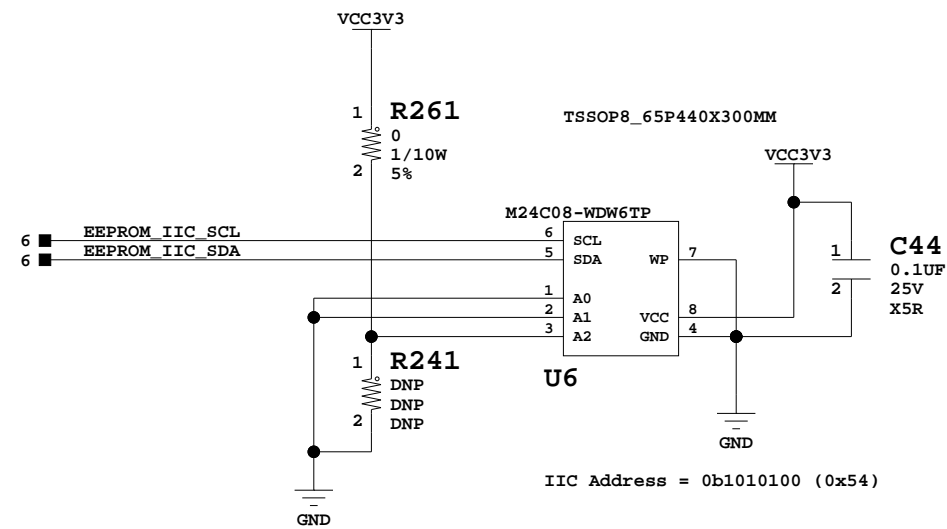 VCC3V3
1
R261
0
1/10W
5%
2
TSSOP8_65P440X300MM
VCC3V3
M24C08-WDW6TP
6 EEPROM_IIC_SCL 6 SCL
6 EEPROM_IIC_SDA 5 SDA WP 7
1 A0
2 A1 VCC 8
3 A2 GND 4
U6
1
C44
0.1UF
25V
X5R
2
1
R241
DNP
DNP
DNP
2
GND
GND
IIC Address = 0b1010100 (0x54)